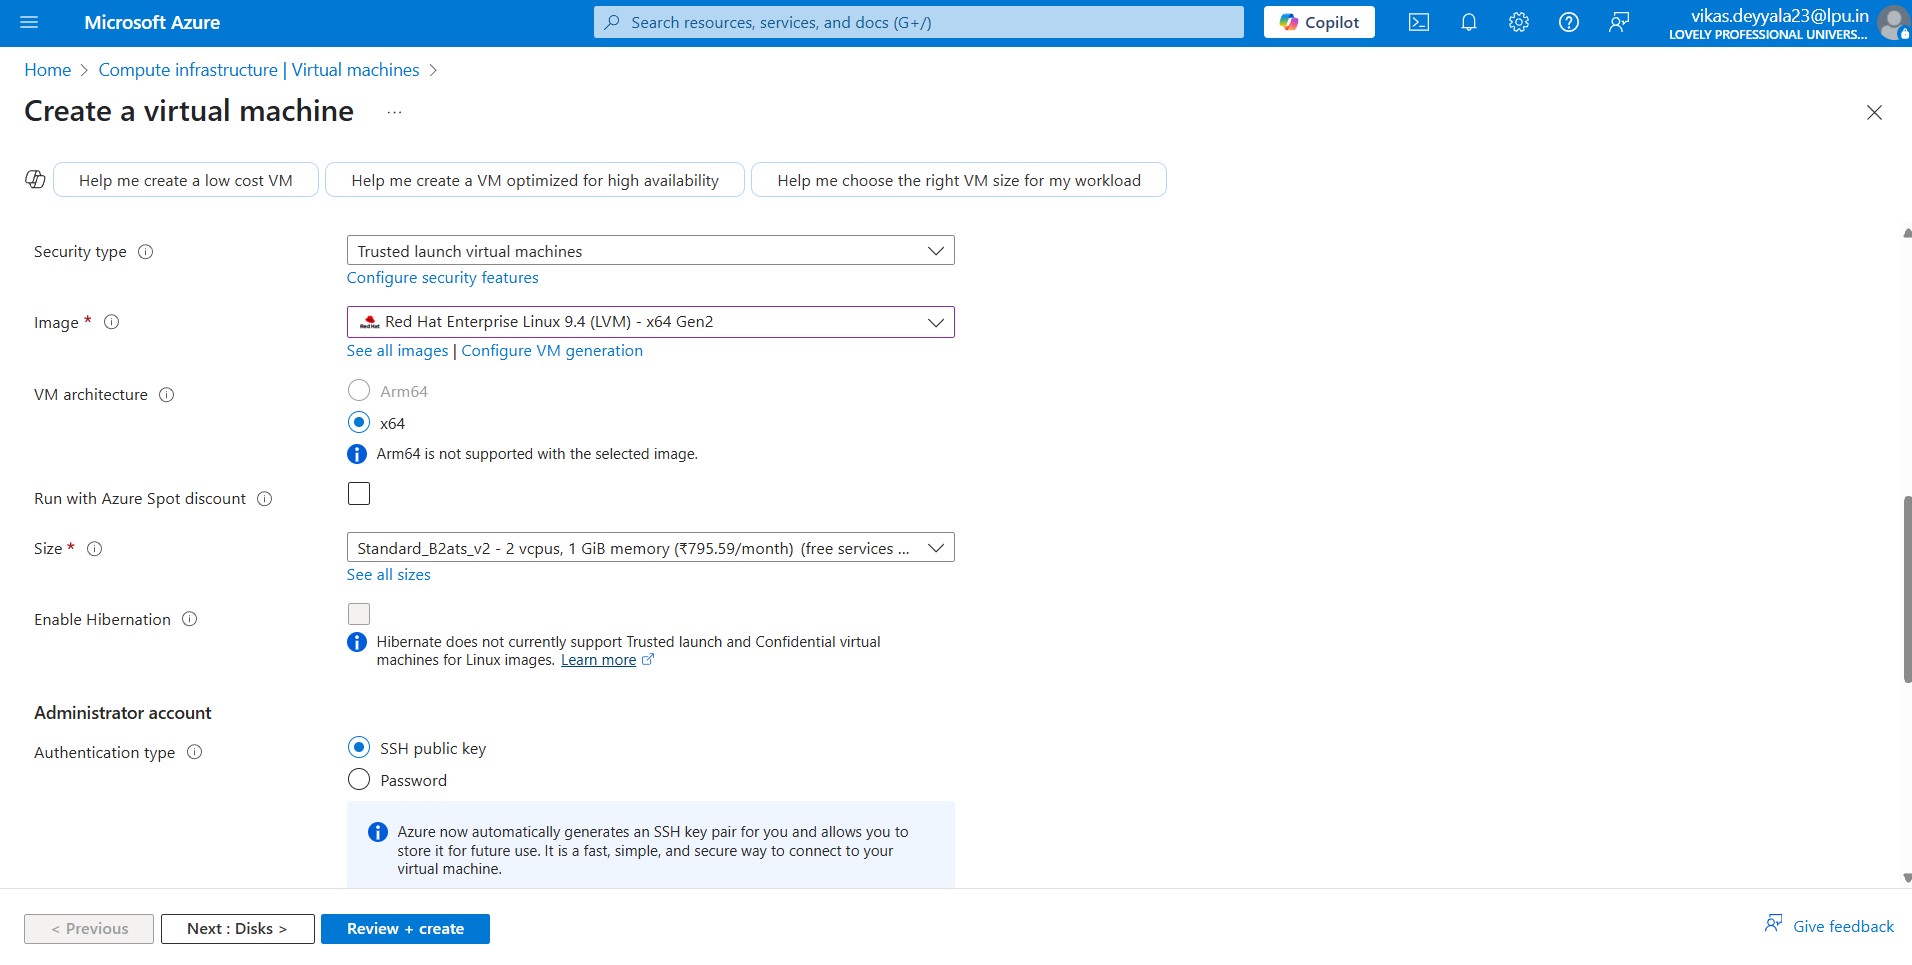 Microsoft Azure
Search resources, services, and docs (G+/)
Copilot
vikas.deyyala23@lpu.in
LOVELY PROFESSIONAL UNIVERS...
Home > Compute infrastructure | Virtual machines >
Create a virtual machine ...
Help me create a low cost VM
Help me create a VM optimized for high availability
Help me choose the right VM size for my workload
Security type
Trusted launch virtual machines
Configure security features
Image *
Red Hat
Red Hat Enterprise Linux 9.4 (LVM) - x64 Gen2
See all images | Configure VM generation
VM architecture
Arm64
x64
Arm64 is not supported with the selected image.
Run with Azure Spot discount
Size *
Standard_B2ats_v2 - 2 vcpus, 1 GiB memory (₹795.59/month) (free services ...
See all sizes
Enable Hibernation
Hibernate does not currently support Trusted launch and Confidential virtual
machines for Linux images. Learn more
Administrator account
Authentication type
SSH public key
Password
Azure now automatically generates an SSH key pair for you and allows you to
store it for future use. It is a fast, simple, and secure way to connect to your
virtual machine.
< Previous
Next : Disks >
Review + create
Give feedback